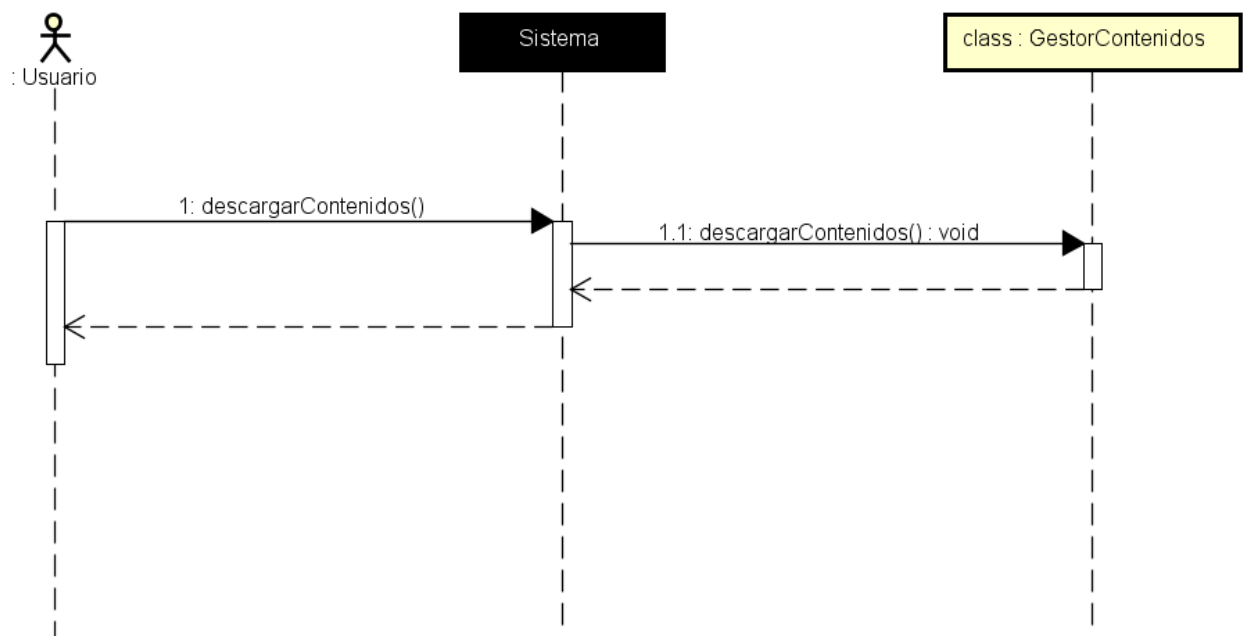 : Usuario
Sistema
class : GestorContenidos
1: descargarContenidos()
1.1: descargarContenidos() : void